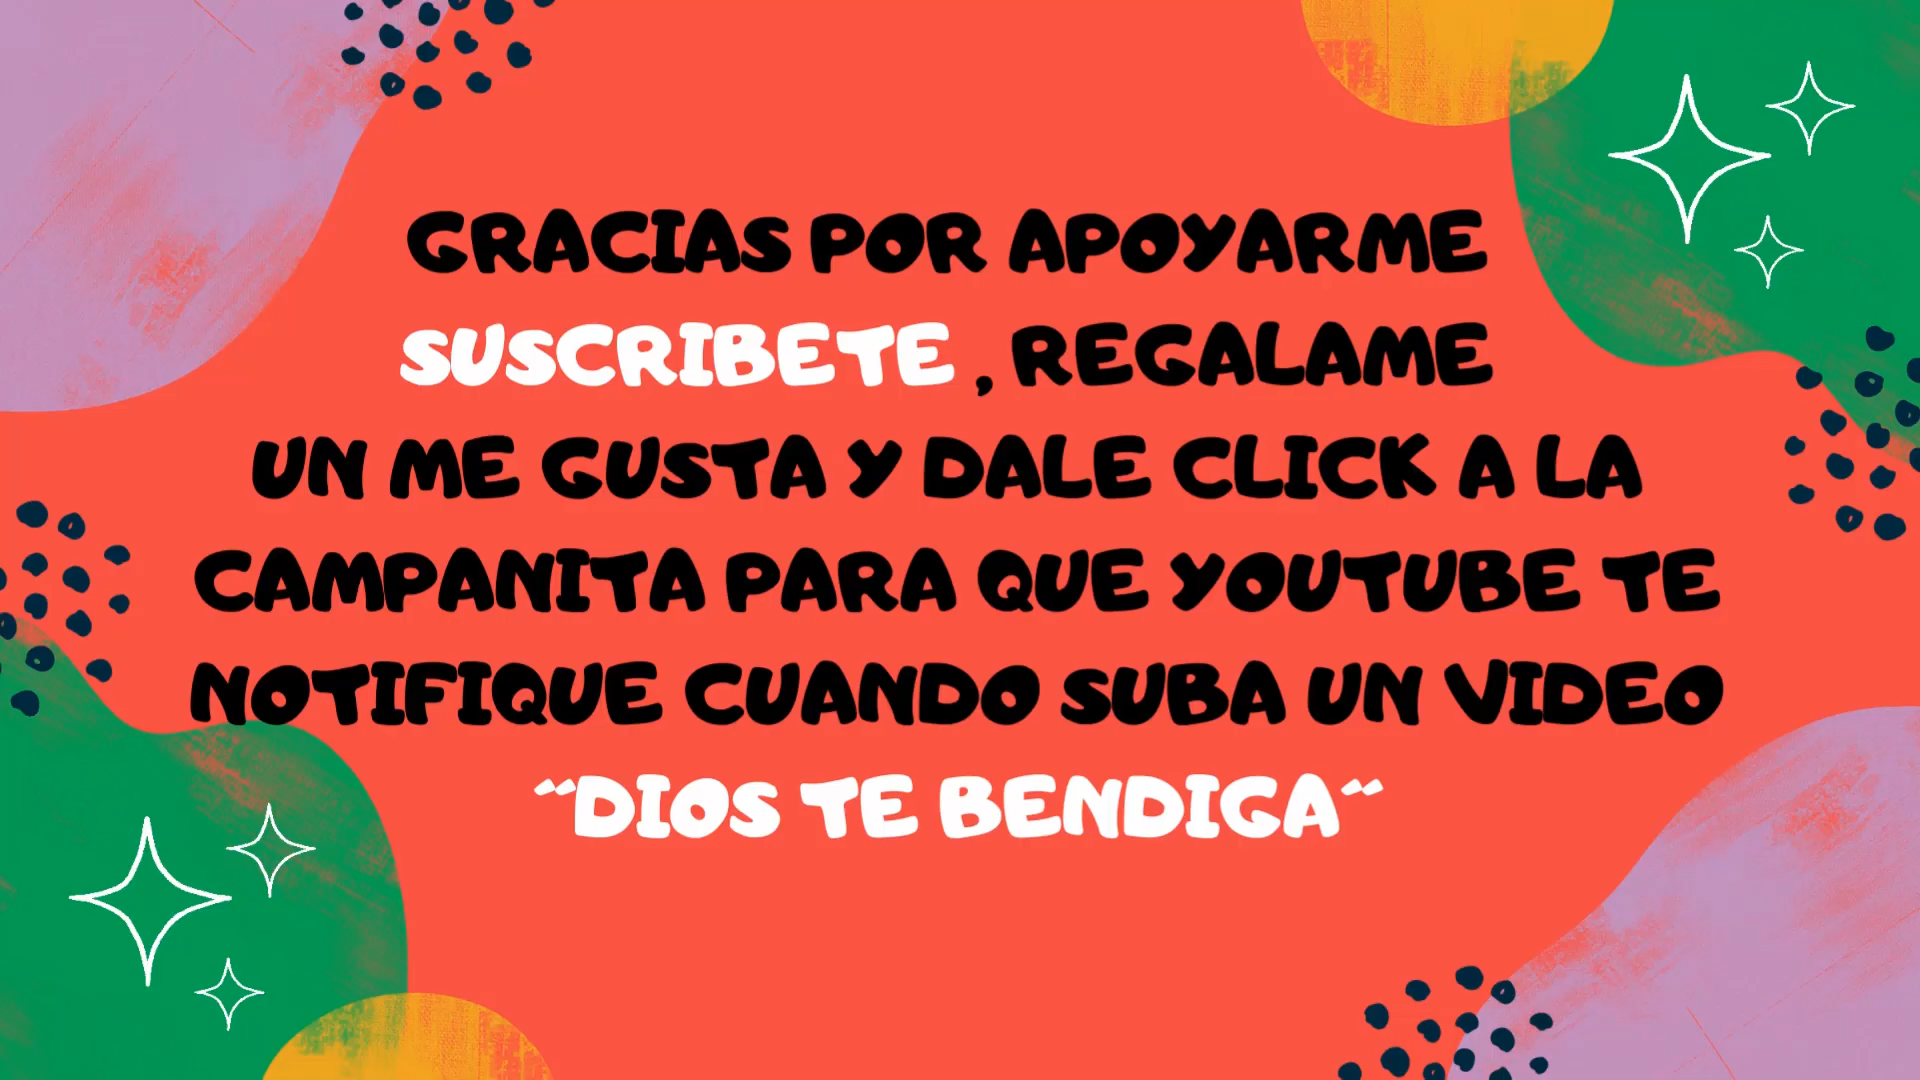 GRACIAS POR APOYARME
SUSCRIBETE , REGALAME
UN ME GUSTA Y DALE CLICK A LA
CAMPANITA PARA QUE YOUTUBE TE
NOTIFIQUE CUANDO SUBA UN VIDEO
˝DIOS TE BENDIGA˝